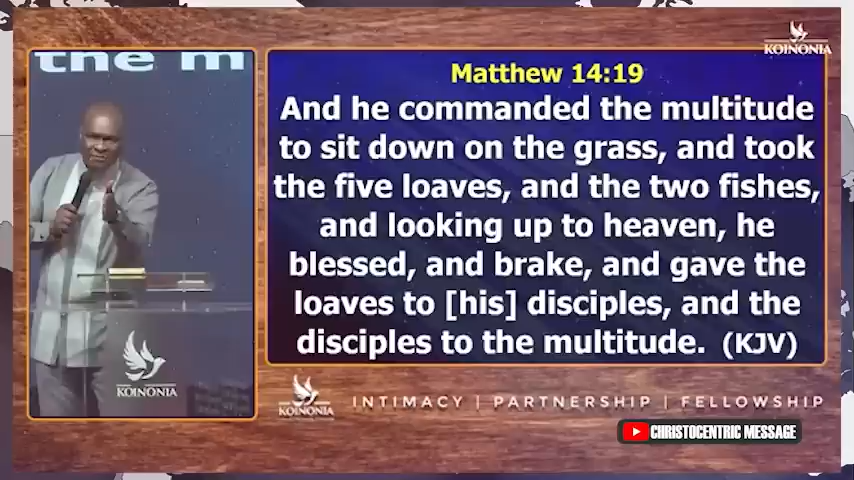 the m
KOINONIA
Matthew 14:19
And he commanded the multitude
to sit down on the grass, and took
the five loaves, and the two fishes,
and looking up to heaven, he
blessed, and brake, and gave the
loaves to [his] disciples, and the
disciples to the multitude. (KJV)
KOINONIA
KOINONIA
INTIMACY | PARTNERSHIP | FELLOWSHIP
CHRISTOCENTRIC MESSAGE